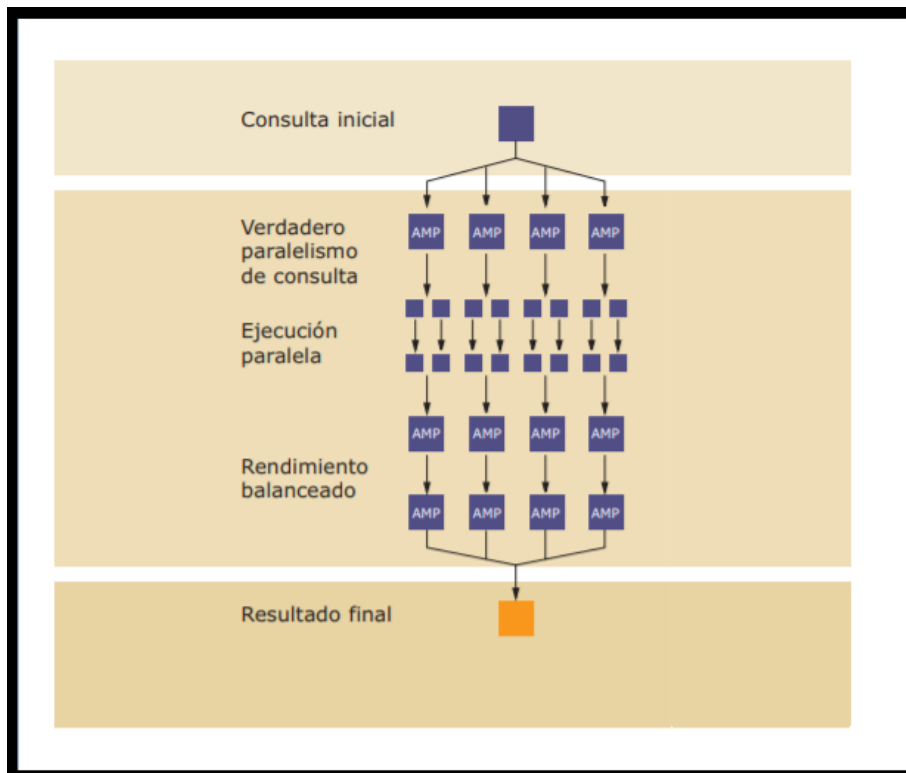 Consulta inicial
Verdadero
paralelismo
de consulta
AMP AMP AMP AMP
Ejecución
paralela
AMP AMP AMP AMP
Rendimiento
balanceado
AMP AMP AMP AMP
Resultado final